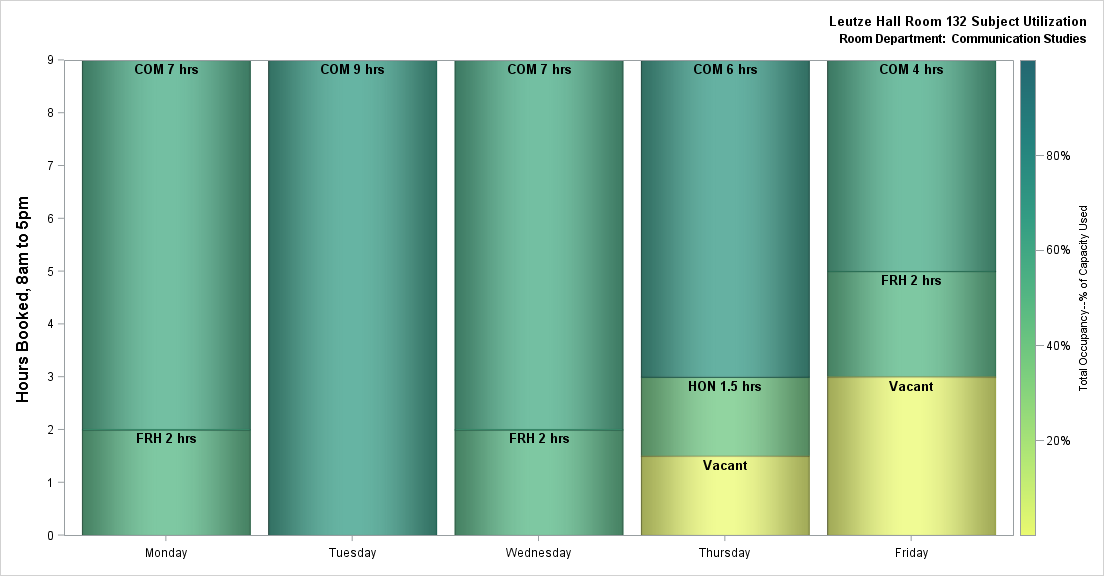 Leutze Hall Room 132 Subject Utilization
Room Department: Communication Studies
Hours Booked, 8am to 5pm
9
8
7
6
5
4
3
2
1
0
COM 7 hrs
FRH 2 hrs
COM 9 hrs
COM 7 hrs
FRH 2 hrs
COM 6 hrs
HON 1.5 hrs
Vacant
COM 4 hrs
FRH 2 hrs
Vacant
Monday
Tuesday
Wednesday
Thursday
Friday
80%
60%
40%
20%
Total Occupancy--% of Capacity Used